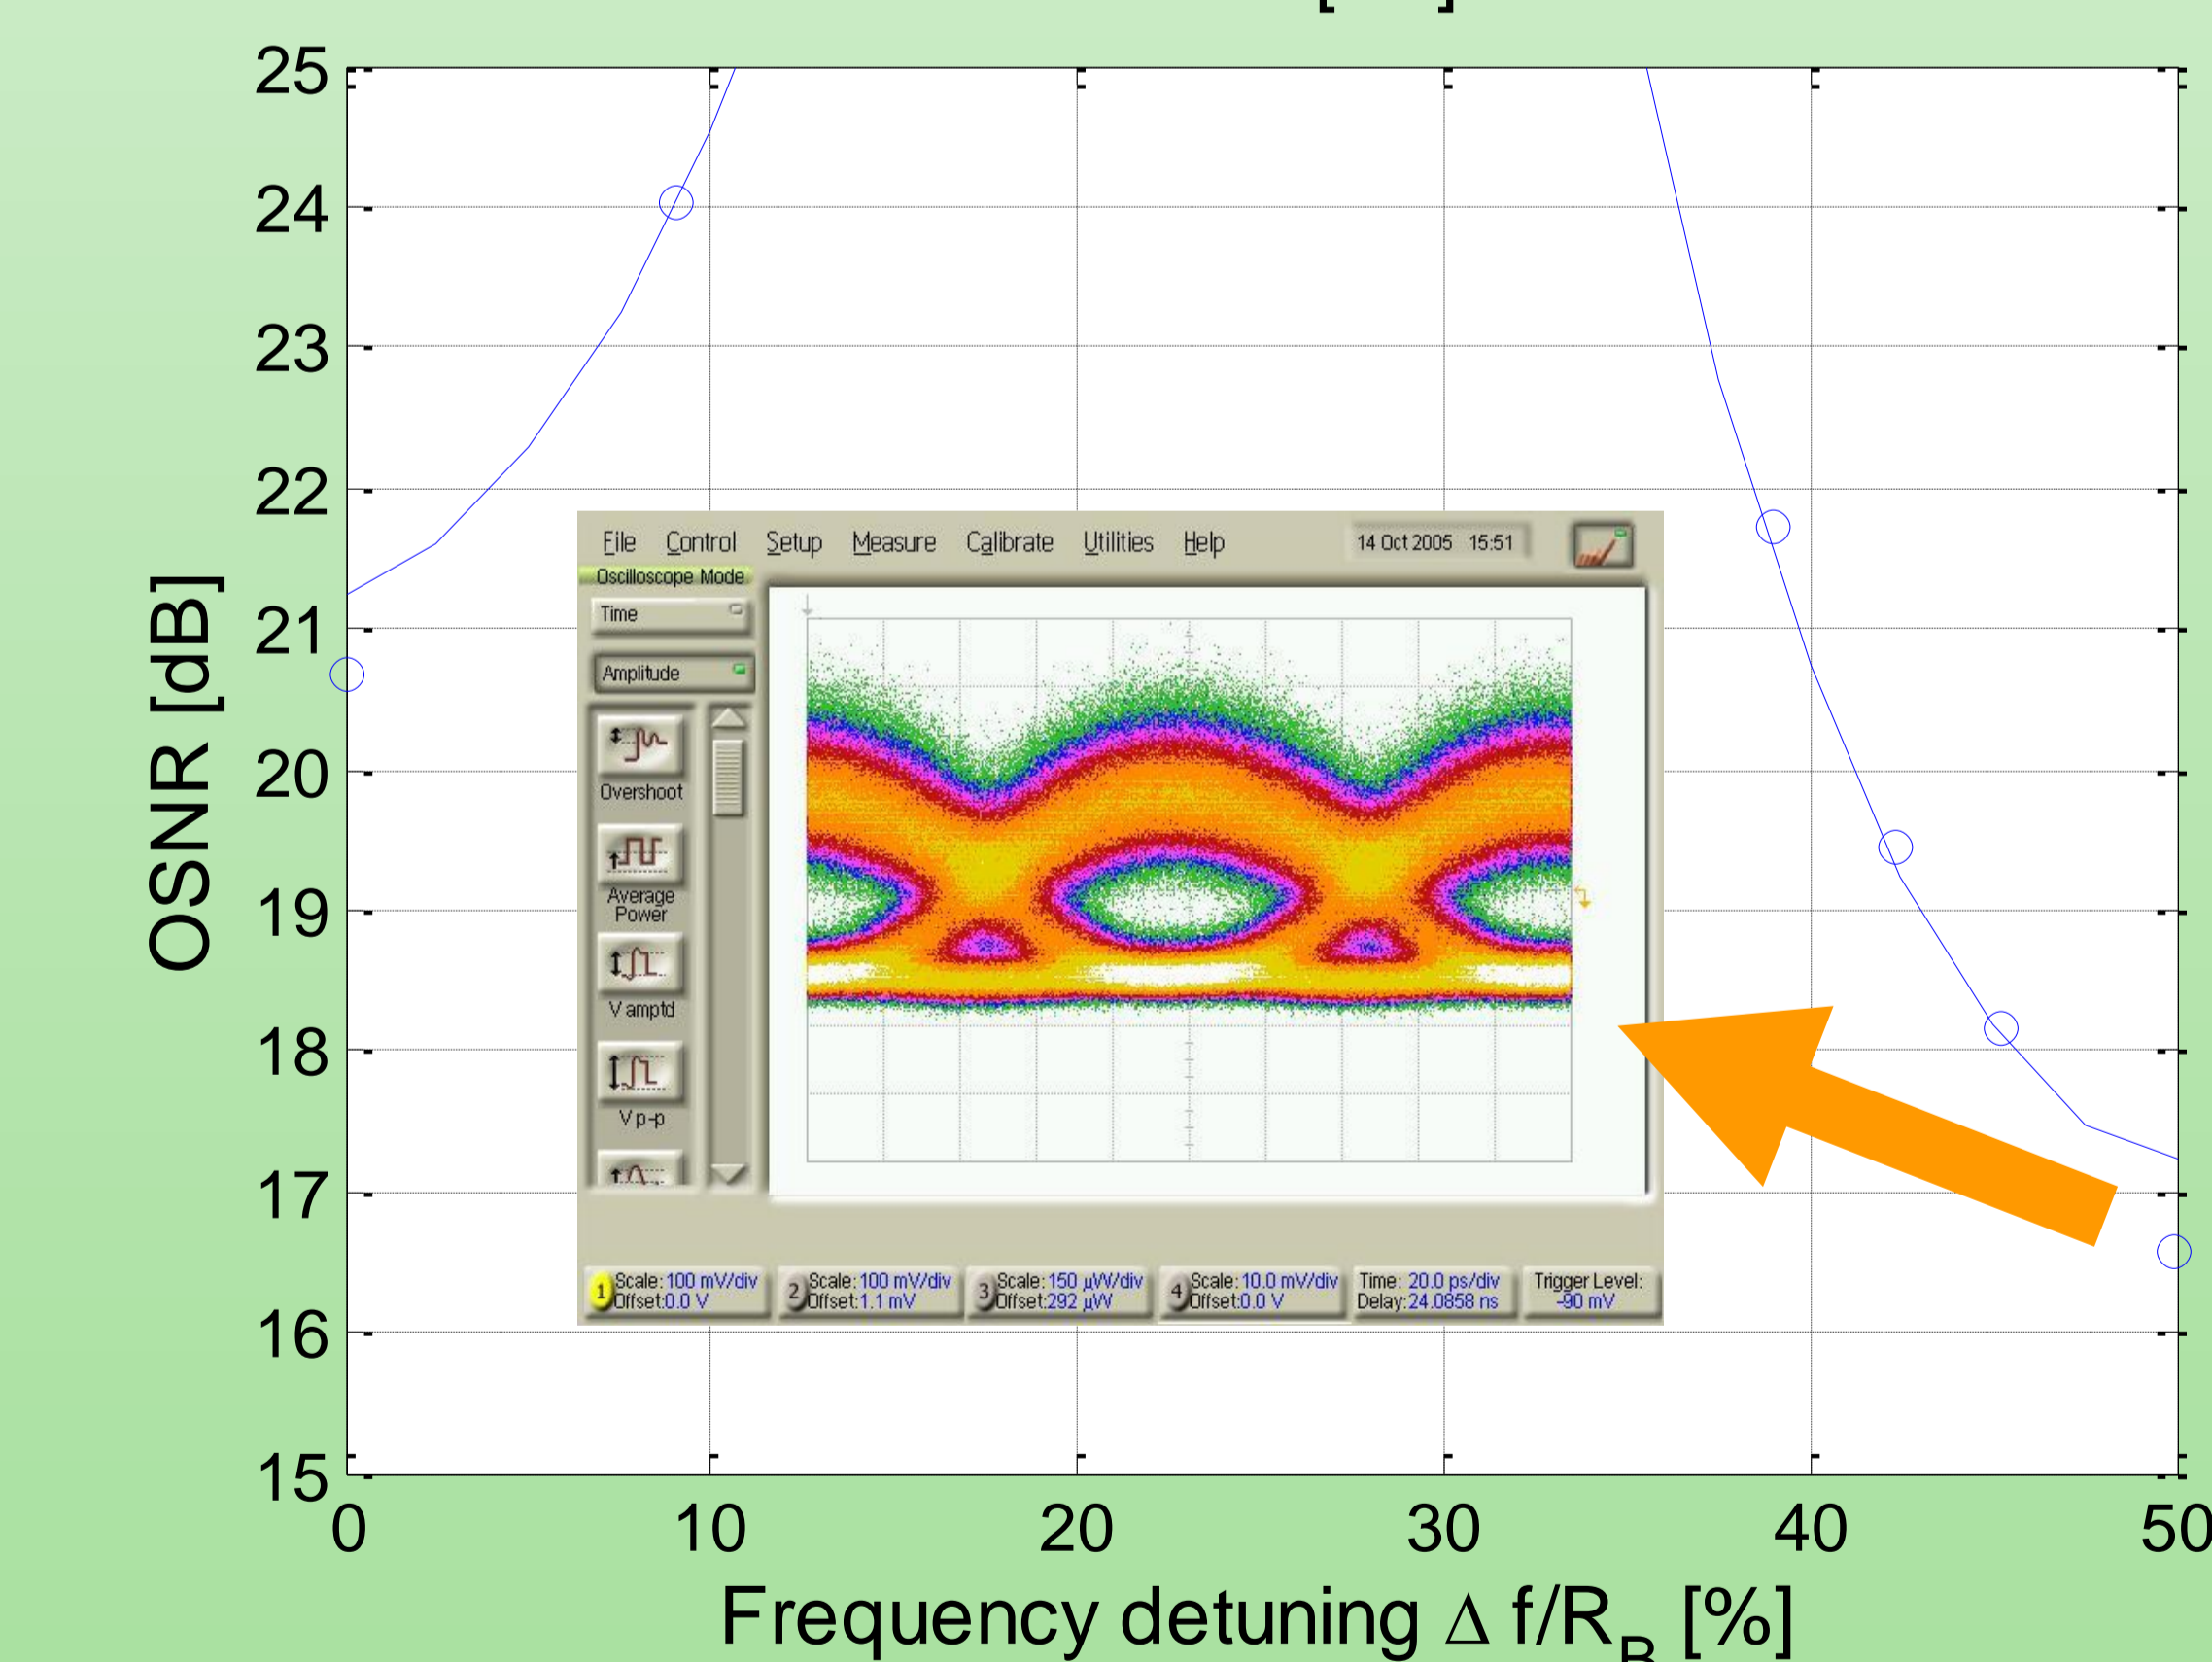 [ ]
25
24
23
22
21
20
19
18
17
16
15
OSNR [dB]
File Control Setup Measure Calibrate Utilities Help 14 Oct 2005 15:51
Oscilloscope Mode
Time
Amplitude
Overshoot
Average
Power
V amptd
V p-p
1 Scale:100 mV/div
Offset:0.0 V
2 Scale:100 mV/div
Offset:1.1 mV
3 Scale:150 µW/div
Offset:292 µW
4 Scale:10.0 mV/div
Offset:0.0 V
Time: 20.0 ps/div
Delay:24.0858 ns
Trigger Level:
-90 mV
0 10 20 30 40 50
Frequency detuning Δ f/R_B [%]